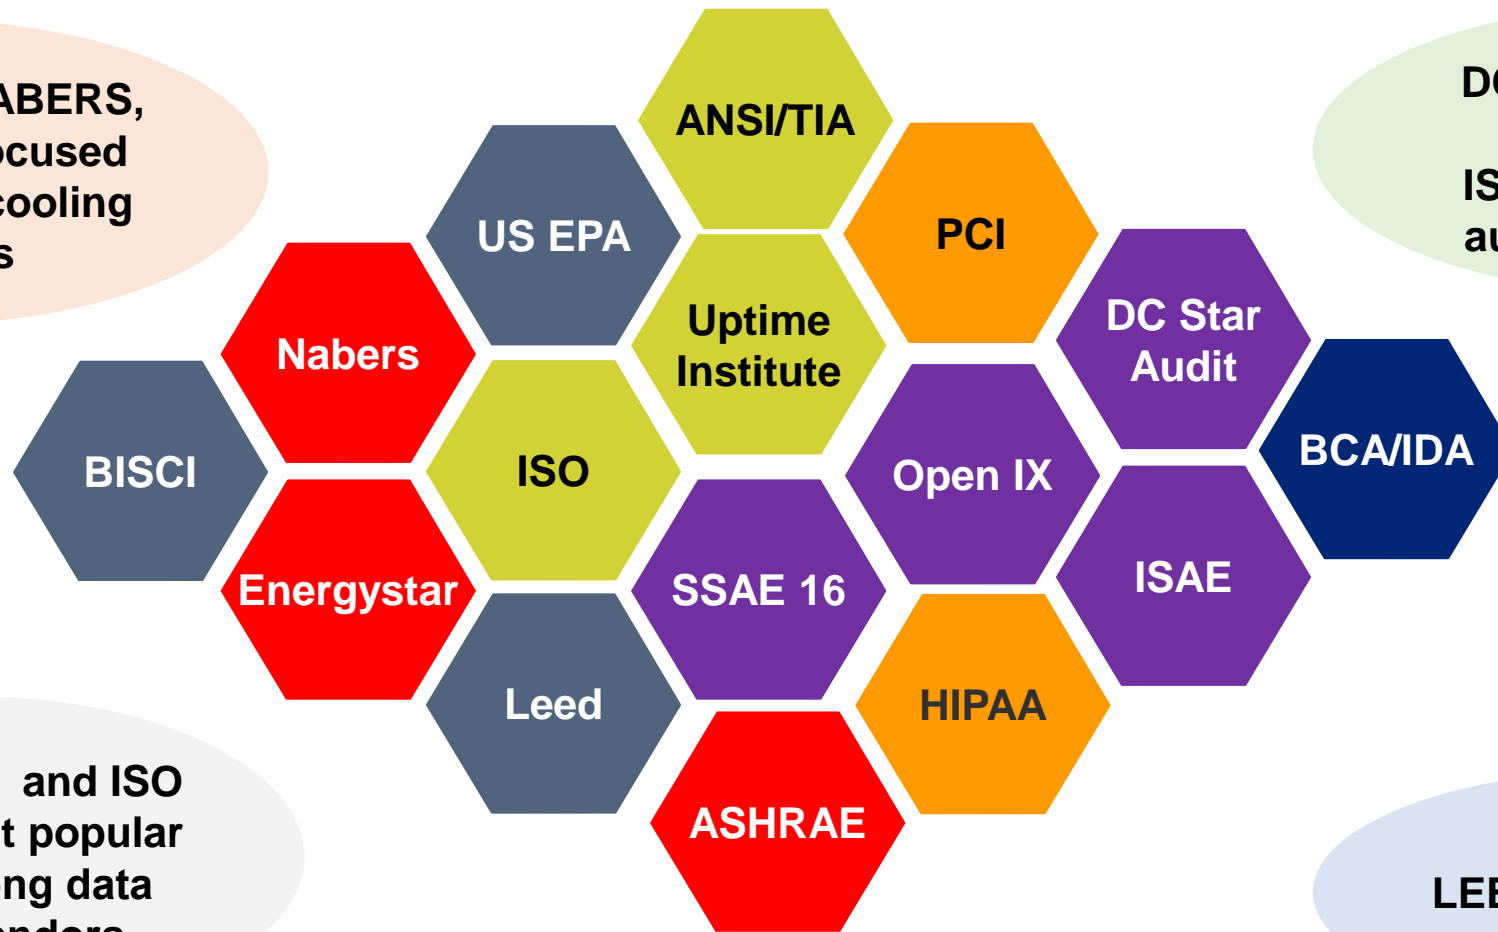 ABERS,
ocused
cooling
s
DC
IS
au
ANSI/TIA
US EPA
PCI
Uptime
Institute
DC Star
Audit
Nabers
BCA/IDA
BISCI
ISO
Open IX
Energystar
SSAE 16
ISAE
Leed
HIPAA
ASHRAE
and ISO
t popular
ng data
endors
LEE